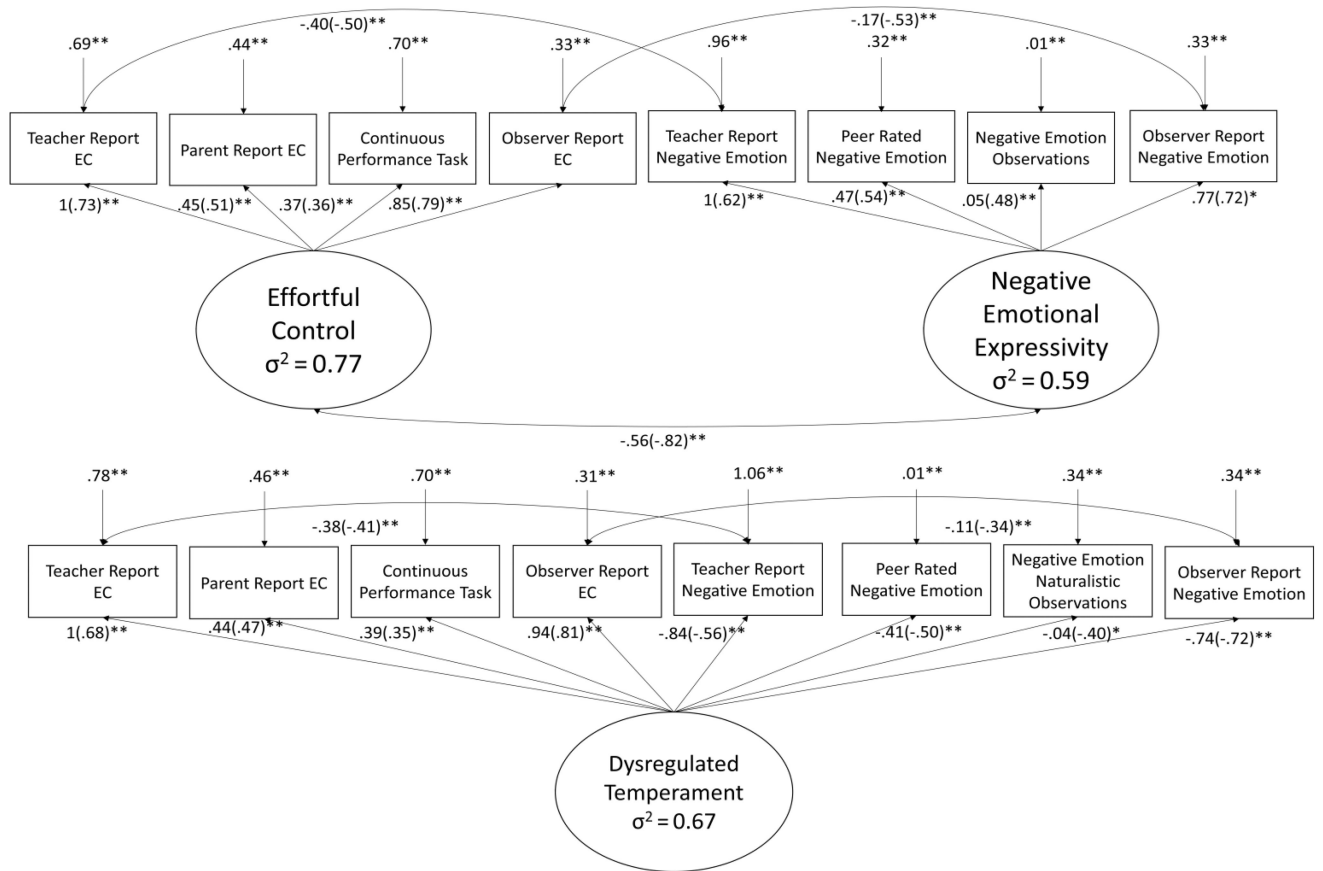 -.40(-.50)**
-.17(-.53)**
.69**
.44**
.70**
.33**
.96**
.32**
.01**
.33**
Teacher Report
EC
Parent Report EC
Continuous
Performance Task
Observer Report
EC
Teacher Report
Negative Emotion
Peer Rated
Negative Emotion
Negative Emotion
Observations
Observer Report
Negative Emotion
1(.73)**
.45(.51)**
.37(.36)**
.85(.79)**
1(.62)**
.47(.54)**
.05(.48)**
.77(.72)*
Effortful
Control
σ² = 0.77
Negative
Emotional
Expressivity
σ² = 0.59
-.56(-.82)**
.78**
.46**
.70**
.31**
1.06**
.01**
.34**
.34**
-.38(-.41)**
-.11(-.34)**
Teacher Report
EC
Parent Report EC
Continuous
Performance Task
Observer Report
EC
Teacher Report
Negative Emotion
Peer Rated
Negative Emotion
Negative Emotion
Naturalistic
Observations
Observer Report
Negative Emotion
1(.68)**
.44(.47)**
.39(.35)**
.94(.81)**
-.84(-.56)**
-.41(-.50)**
-.04(-.40)*
-.74(-.72)**
Dysregulated
Temperament
σ² = 0.67